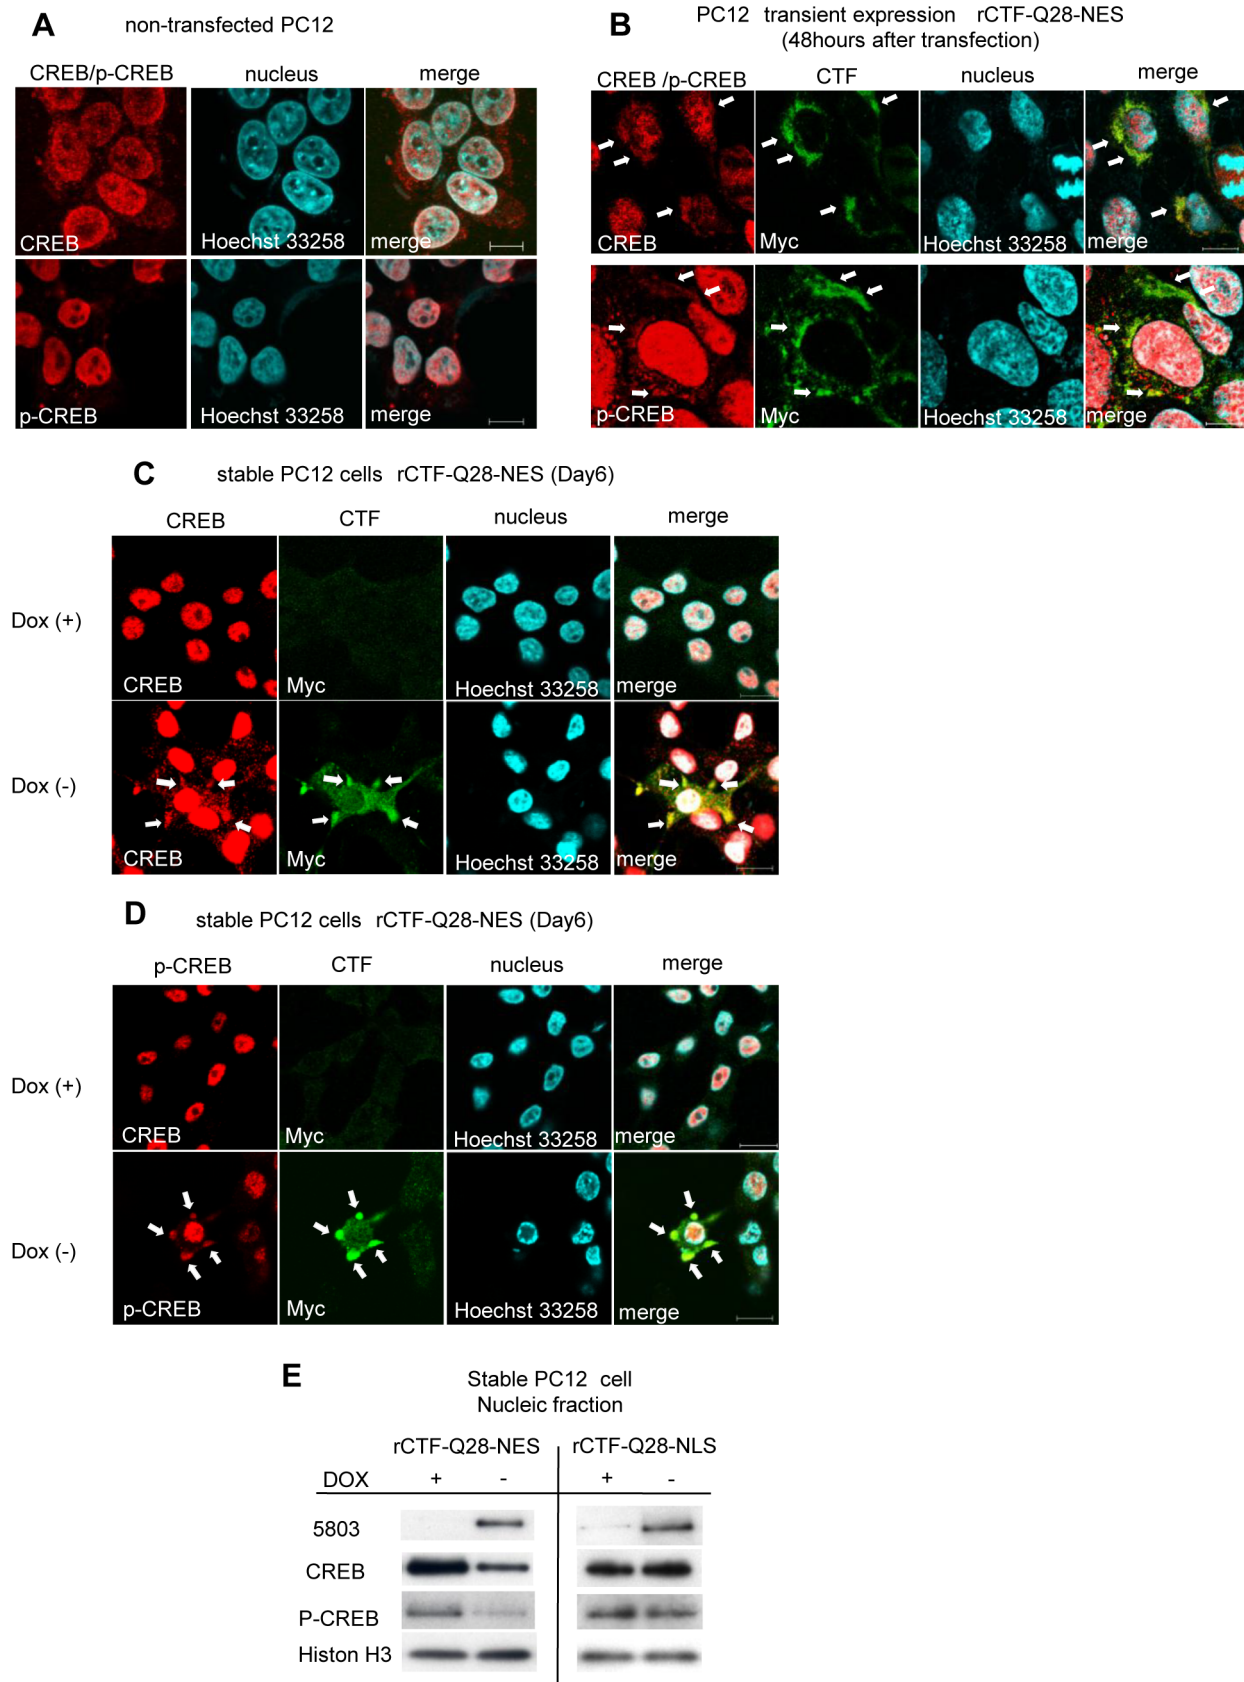 A
non-transfected PC12
CREB/p-CREB nucleus merge
CREB Hoechst 33258 merge
p-CREB Hoechst 33258 merge
B
PC12 transient expression rCTF-Q28-NES
(48hours after transfection)
CREB /p-CREB CTF nucleus merge
CREB Myc Hoechst 33258 merge
p-CREB Myc Hoechst 33258 merge
C
stable PC12 cells rCTF-Q28-NES (Day6)
CREB CTF nucleus merge
Dox (+)
CREB Myc Hoechst 33258 merge
Dox (-)
CREB Myc Hoechst 33258 merge
D
stable PC12 cells rCTF-Q28-NES (Day6)
p-CREB CTF nucleus merge
Dox (+)
CREB Myc Hoechst 33258 merge
Dox (-)
p-CREB Myc Hoechst 33258 merge
E
Stable PC12 cell
Nucleic fraction
rCTF-Q28-NES rCTF-Q28-NLS
DOX + - + -
5803
CREB
P-CREB
Histon H3